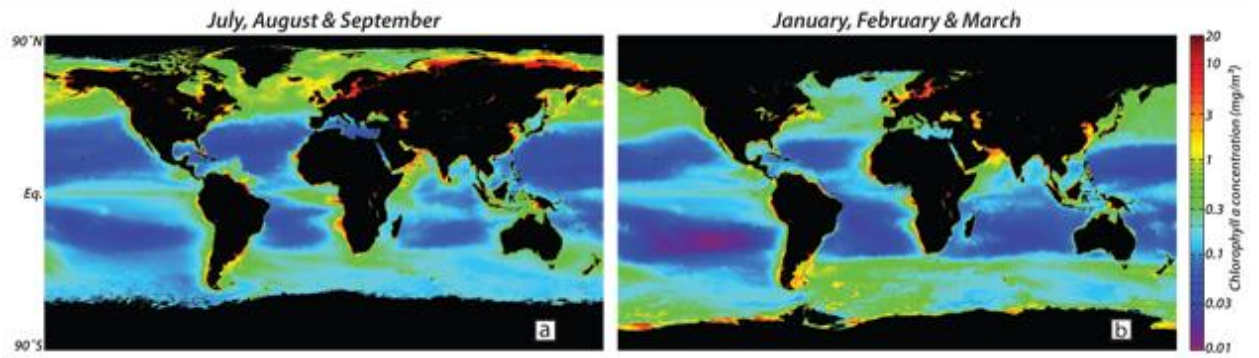 July, August & September
January, February & March
90°N
Eq.
90°S
a
b
20
10
3
1
0.3
0.1
0.03
0.01
Chlorophyll a concentration (mg/m³)